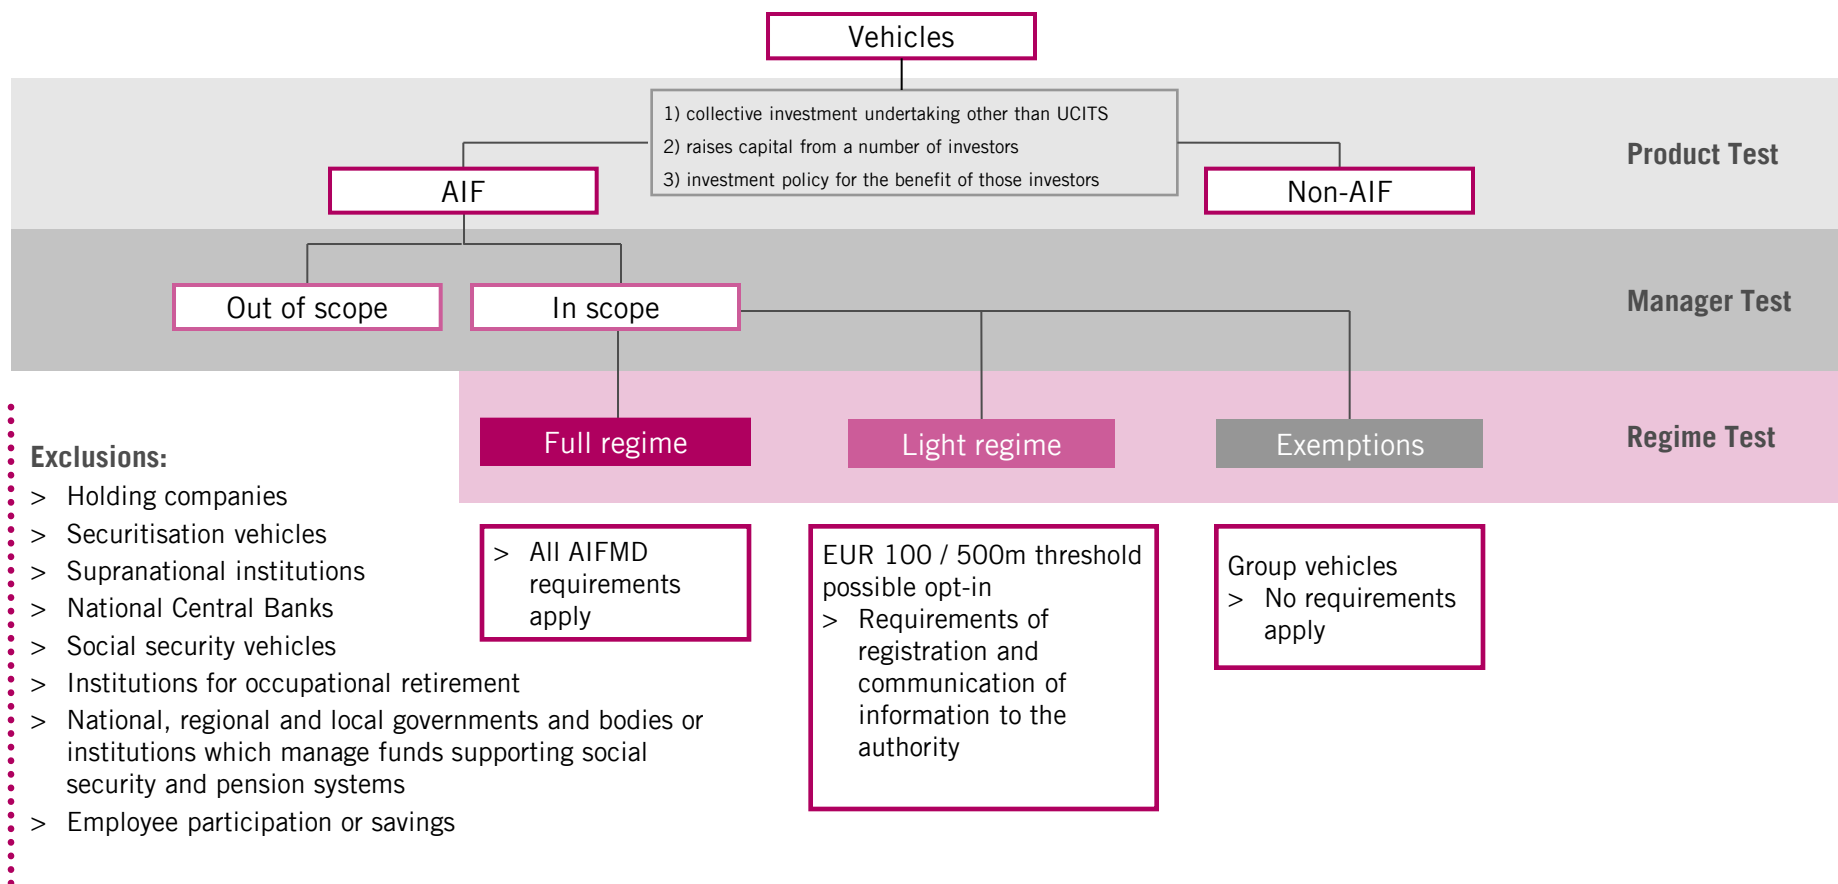 Vehicles
1) collective investment undertaking other than UCITS
2) raises capital from a number of investors
3) investment policy for the benefit of those investors
Product Test
AIF
Non-AIF
Out of scope
In scope
Manager Test
Full regime
Light regime
Exemptions
Regime Test
Exclusions:
> Holding companies
> Securitisation vehicles
> Supranational institutions
> National Central Banks
> Social security vehicles
> Institutions for occupational retirement
> National, regional and local governments and bodies or
institutions which manage funds supporting social
security and pension systems
> Employee participation or savings
> All AIFMD
requirements
apply
EUR 100 / 500m threshold
possible opt-in
> Requirements of
registration and
communication of
information to the
authority
Group vehicles
> No requirements
apply